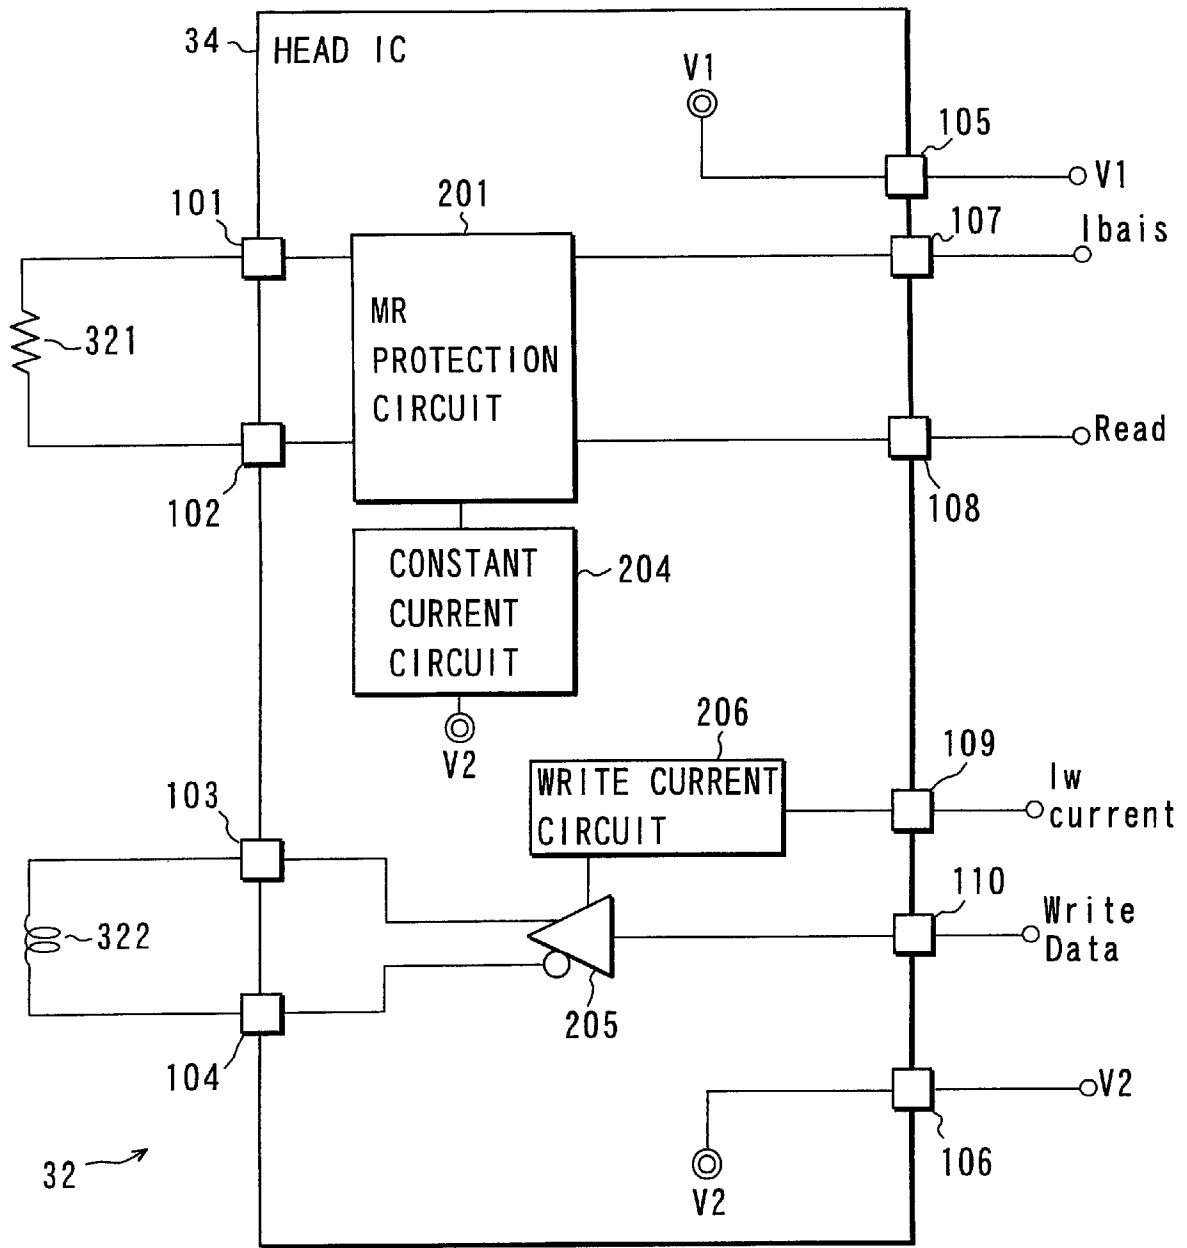 34
HEAD IC
V1
105
V1
101
201
107
Ibais
321
MR
PROTECTION
CIRCUIT
Read
102
108
CONSTANT
CURRENT
CIRCUIT
204
V2
206
109
Iw
current
103
WRITE CURRENT
CIRCUIT
110
Write
Data
322
205
104
V2
106
32
V2